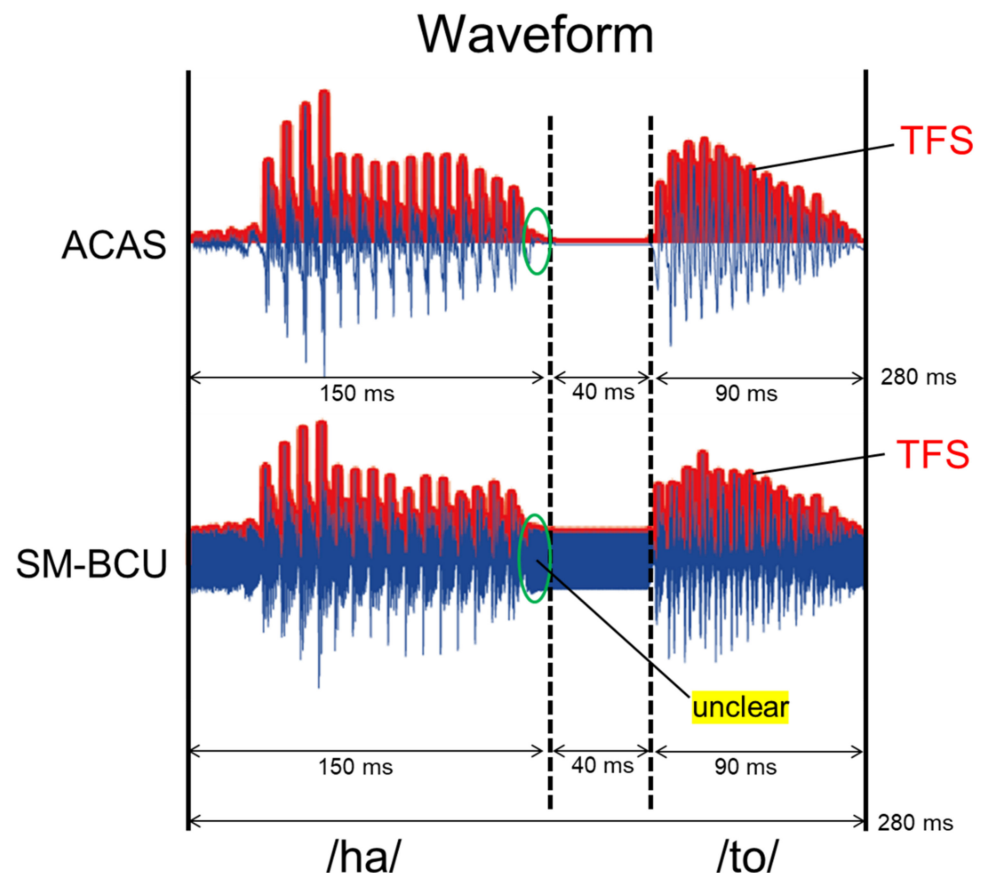 Waveform
TFS
ACAS
150 ms
40 ms
90 ms
280 ms
TFS
SM-BCU
unclear
150 ms
40 ms
90 ms
280 ms
/ha/
/to/